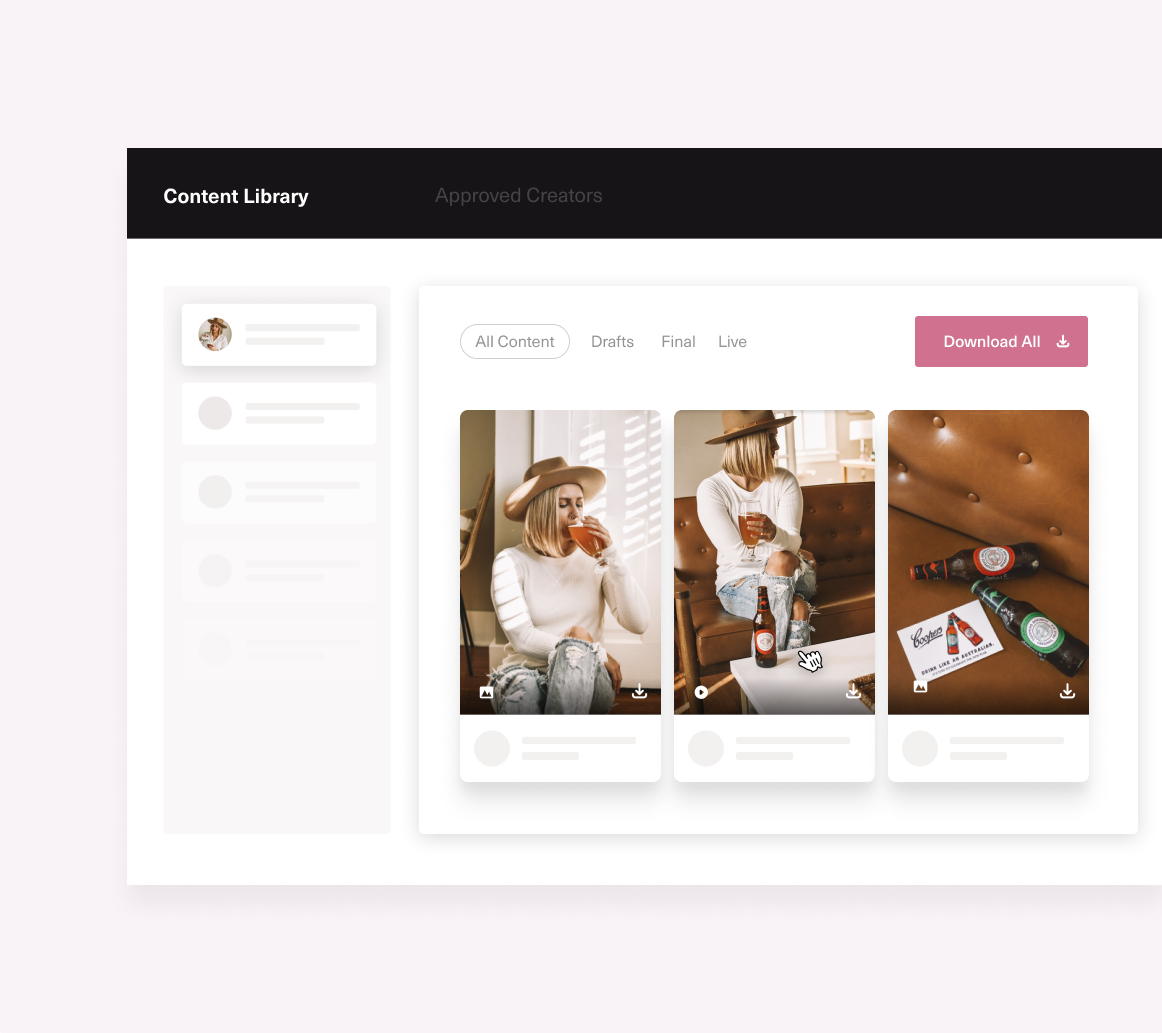 Content Library
Approved Creators
All Content
Drafts
Final
Live
Download All
Coopers
DRINK LIKE AN AUSTRALIAN.